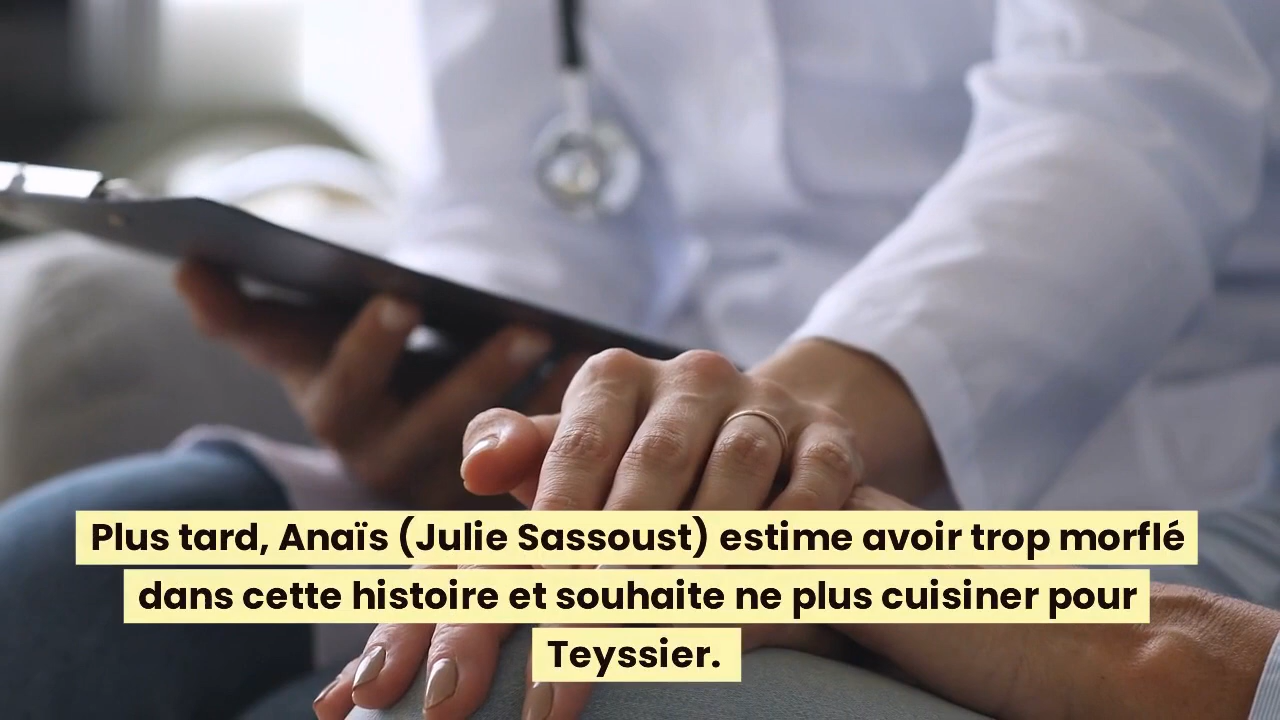 Plus tard, Anaïs (Julie Sassoust) estime avoir trop morflé
dans cette histoire et souhaite ne plus cuisiner pour
Teyssier.